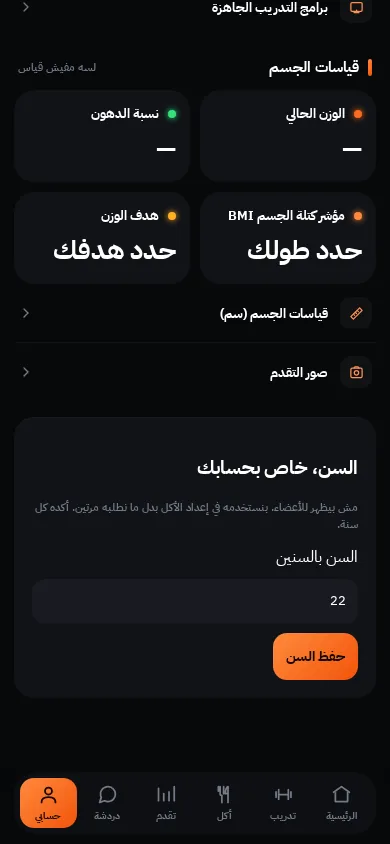 برامج التدريب الجاهزة
قياسات الجسم
لسه مفيش قياس
الوزن الحالي
—
نسبة الدهون
—
مؤشر كتلة الجسم BMI
حدد طولك
هدف الوزن
حدد هدفك
قياسات الجسم (سم)
صور التقدم
السن، خاص بحسابك
مش بيظهر للأعضاء. بنستخدمه في إعداد الأكل بدل ما نطلبه مرتين. أكده كل
سنة.
السن بالسنين
22
حفظ السن
الرئيسية
تدريب
أكل
تقدم
دردشة
حسابي